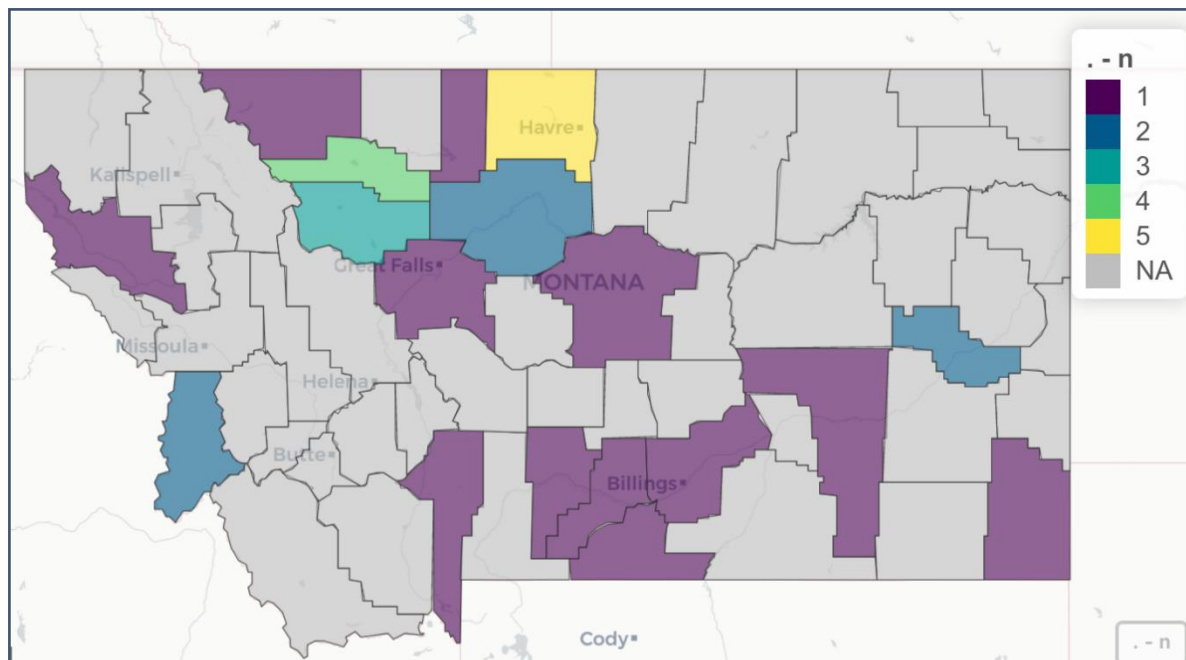 . - n
1
2
3
4
5
NA
Havre
Kalispell
Great Falls
MONTANA
Missoula
Helena
Butte
Billings
Cody
. - n